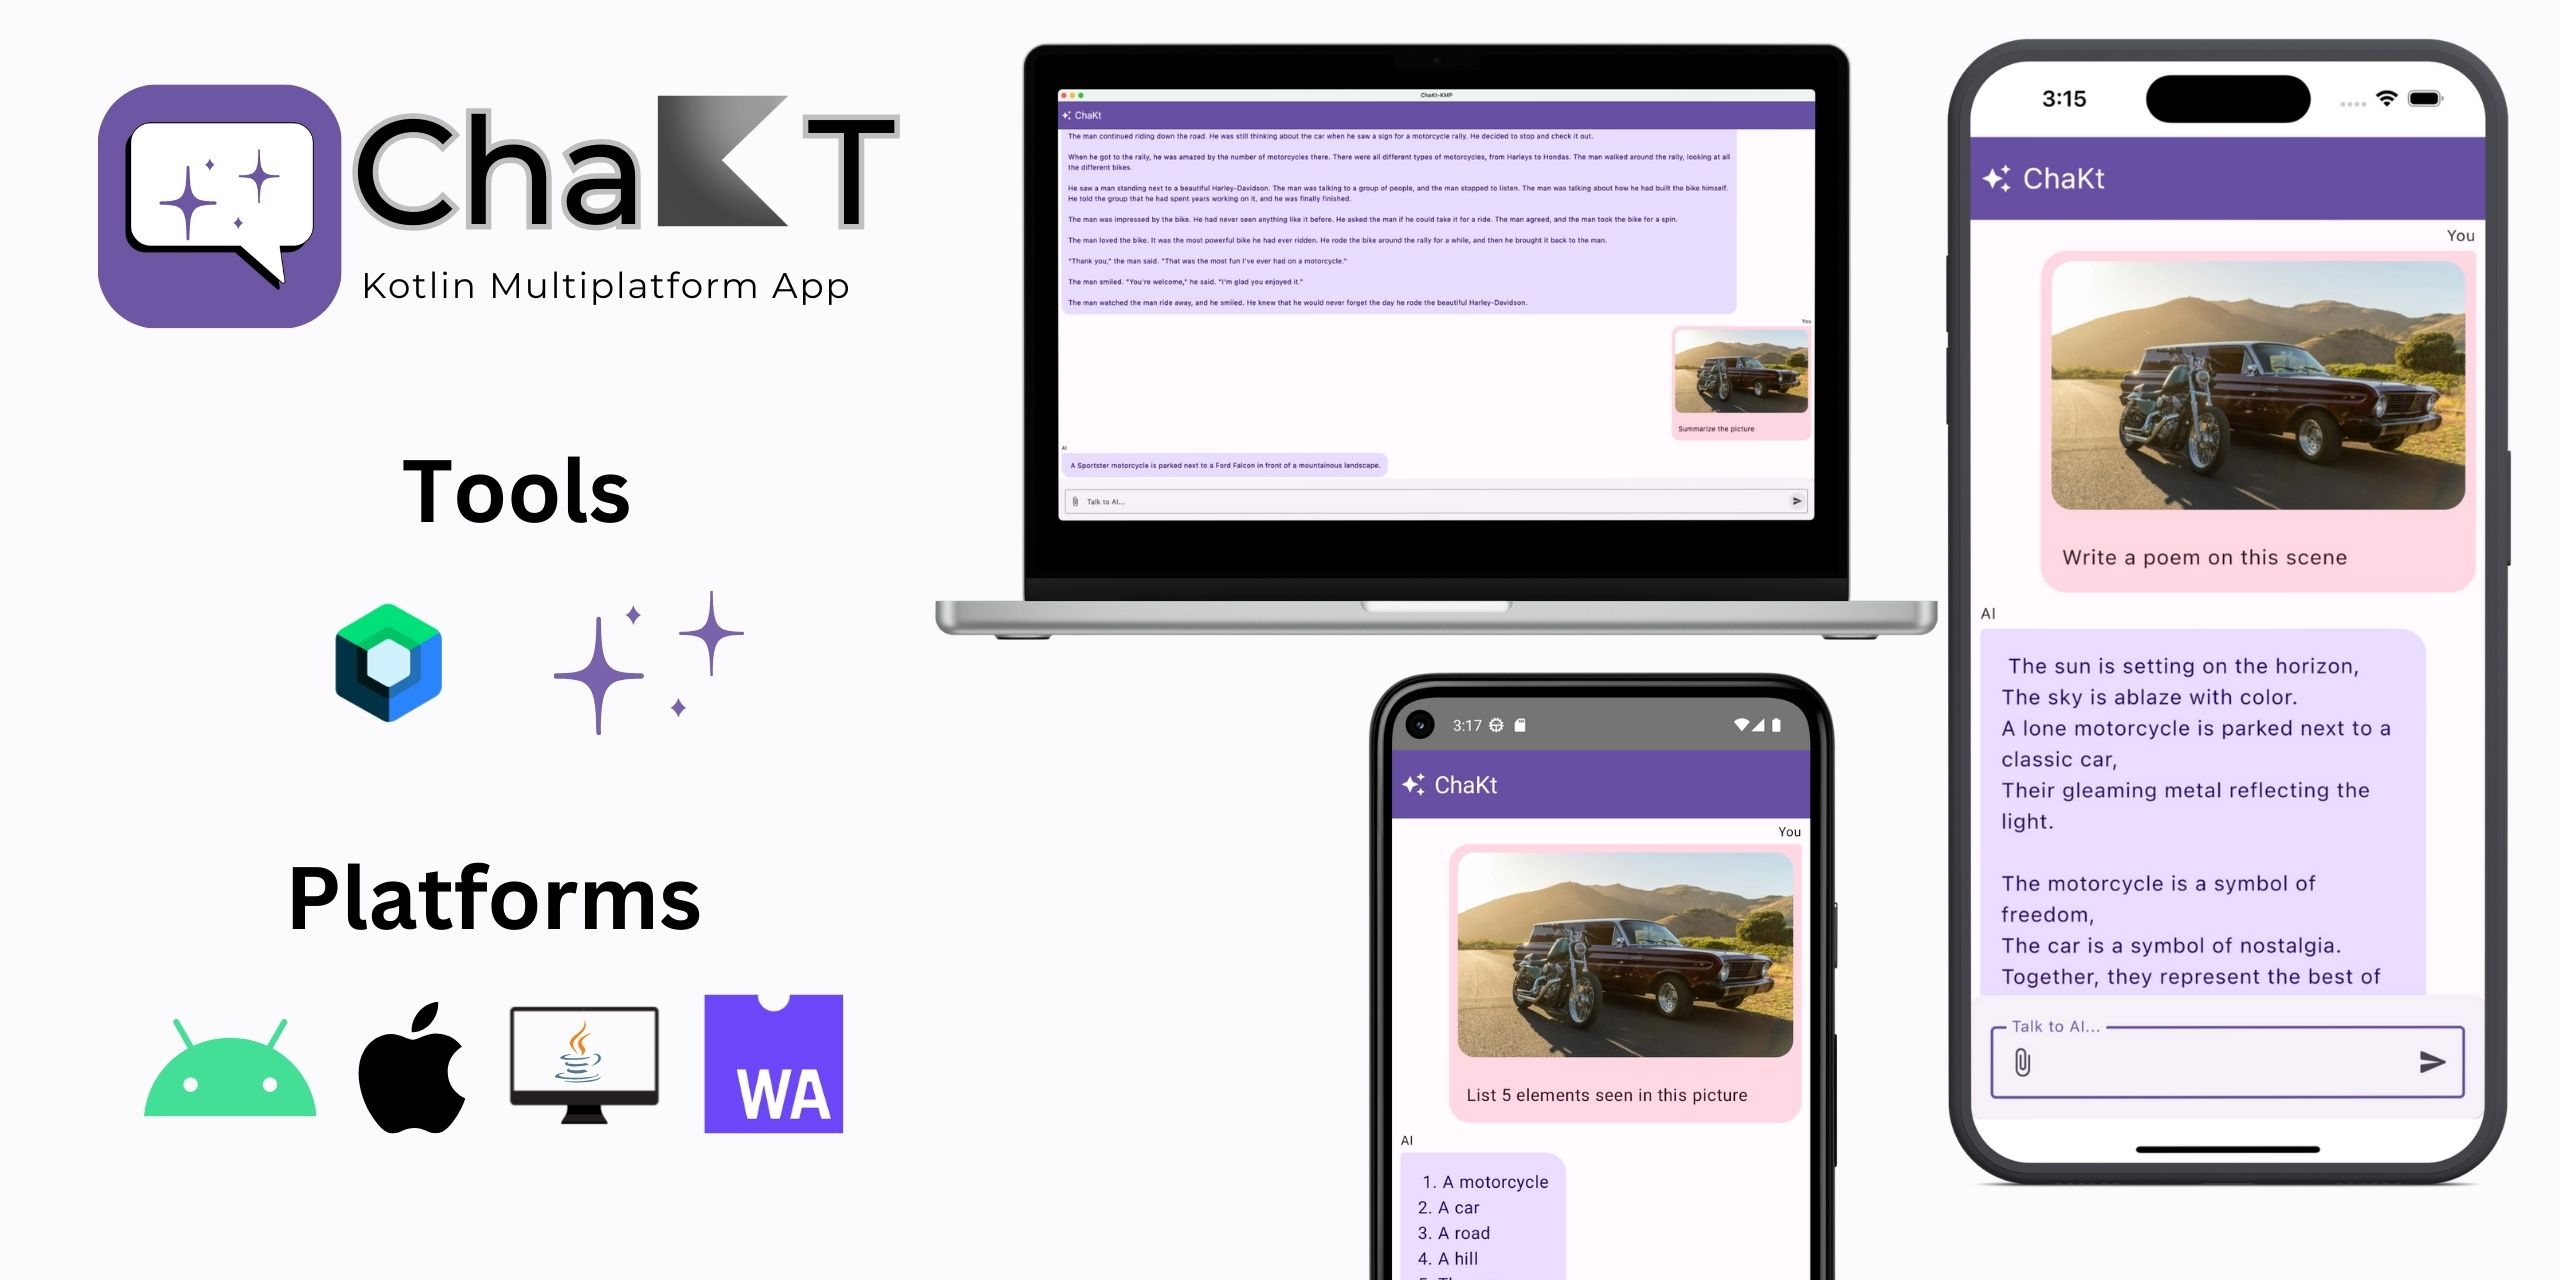 ChaKT
Kotlin Multiplatform App
Tools
Platforms
WA
ChaKt-KMP
ChaKt
The man continued riding down the road. He was still thinking about the car when he saw a sign for a motorcycle rally. He decided to stop and check it out.
When he got to the rally, he was amazed by the number of motorcycles there. There were all different types of motorcycles, from Harleys to Hondas. The man walked around the rally, looking at all
the different bikes.
He saw a man standing next to a beautiful Harley-Davidson. The man was talking to a group of people, and the man stopped to listen. The man was talking about how he had built the bike himself.
He told the group that he had spent years working on it, and he was finally finished.
The man was impressed by the bike. He had never seen anything like it before. He asked the man if he could take it for a ride. The man agreed, and the man took the bike for a spin.
The man loved the bike. It was the most powerful bike he had ever ridden. He rode the bike around the rally for a while, and then he brought it back to the man.
"Thank you," the man said. "That was the most fun I've ever had on a motorcycle."
The man smiled. "You're welcome," he said. "I'm glad you enjoyed it."
The man watched the man ride away, and he smiled. He knew that he would never forget the day he rode the beautiful Harley-Davidson.
You
Summarize the picture
AI
A Sportster motorcycle is parked next to a Ford Falcon in front of a mountainous landscape.
Talk to AI...
3:17
ChaKt
You
List 5 elements seen in this picture
AI
1. A motorcycle
2. A car
3. A road
4. A hill
3:15
ChaKt
You
Write a poem on this scene
AI
The sun is setting on the horizon,
The sky is ablaze with color.
A lone motorcycle is parked next to a
classic car,
Their gleaming metal reflecting the
light.
The motorcycle is a symbol of
freedom,
The car is a symbol of nostalgia.
Together, they represent the best of
Talk to AI...